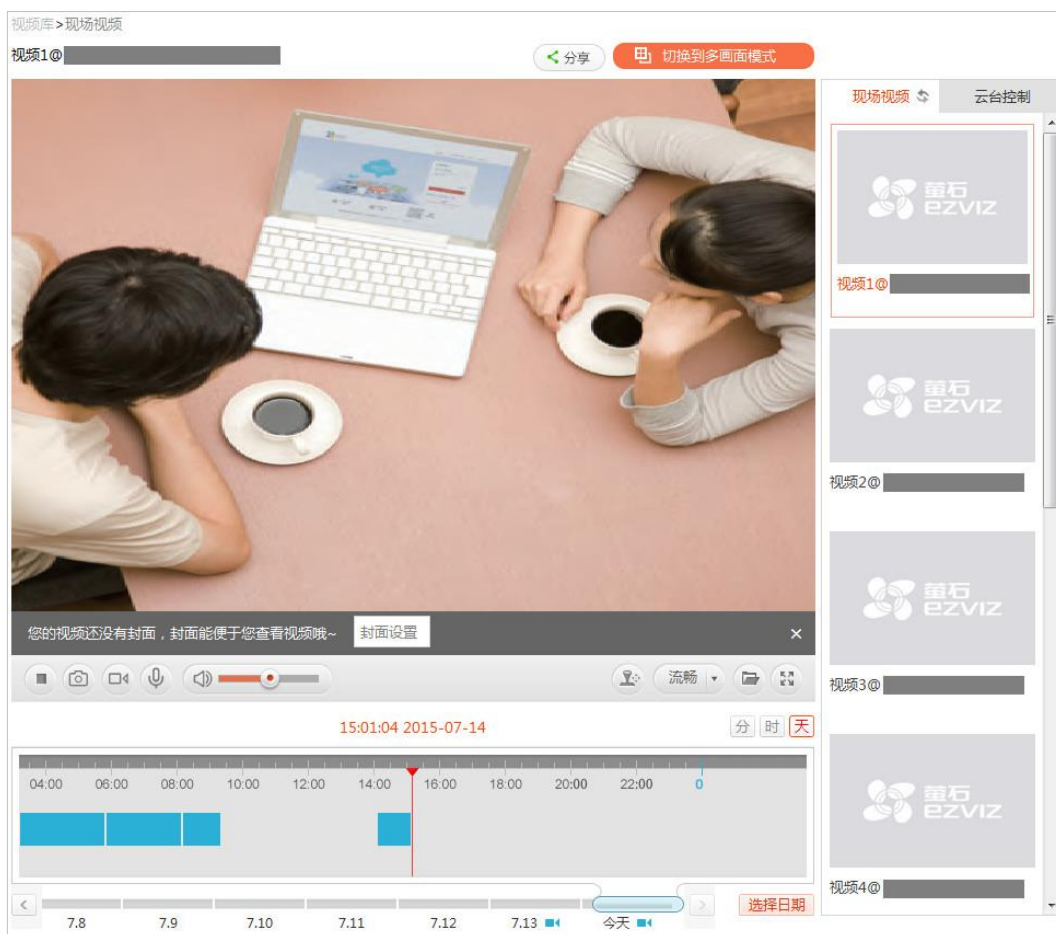 视频库>现场视频
视频1@
分享
切换到多画面模式
现场视频
云台控制
萤石
ezviz
视频1@
萤石
ezviz
视频2@
萤石
ezviz
视频3@
萤石
ezviz
视频4@
您的视频还没有封面，封面能便于您查看视频哦~ 封面设置 ×
流畅
15:01:04 2015-07-14
分 时 天
04:00 06:00 08:00 10:00 12:00 14:00 16:00 18:00 20:00 22:00 0
7.8 7.9 7.10 7.11 7.12 7.13 今天
选择日期